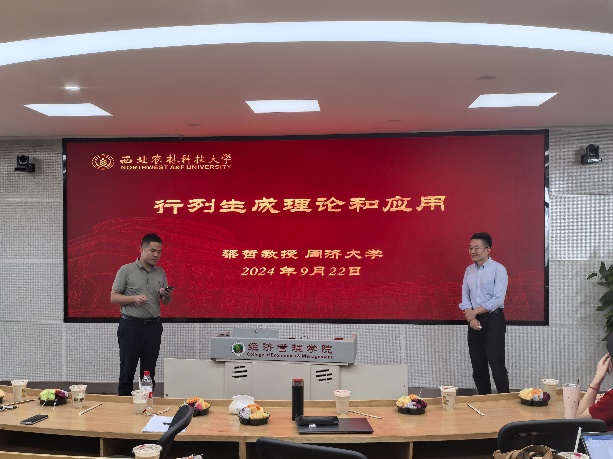 西北农林科技大学
NORTHWEST A&F UNIVERSITY
行列生成理论和应用
张哲教授 同济大学
2024年9月22日
经济管理学院
College of Economics & Management